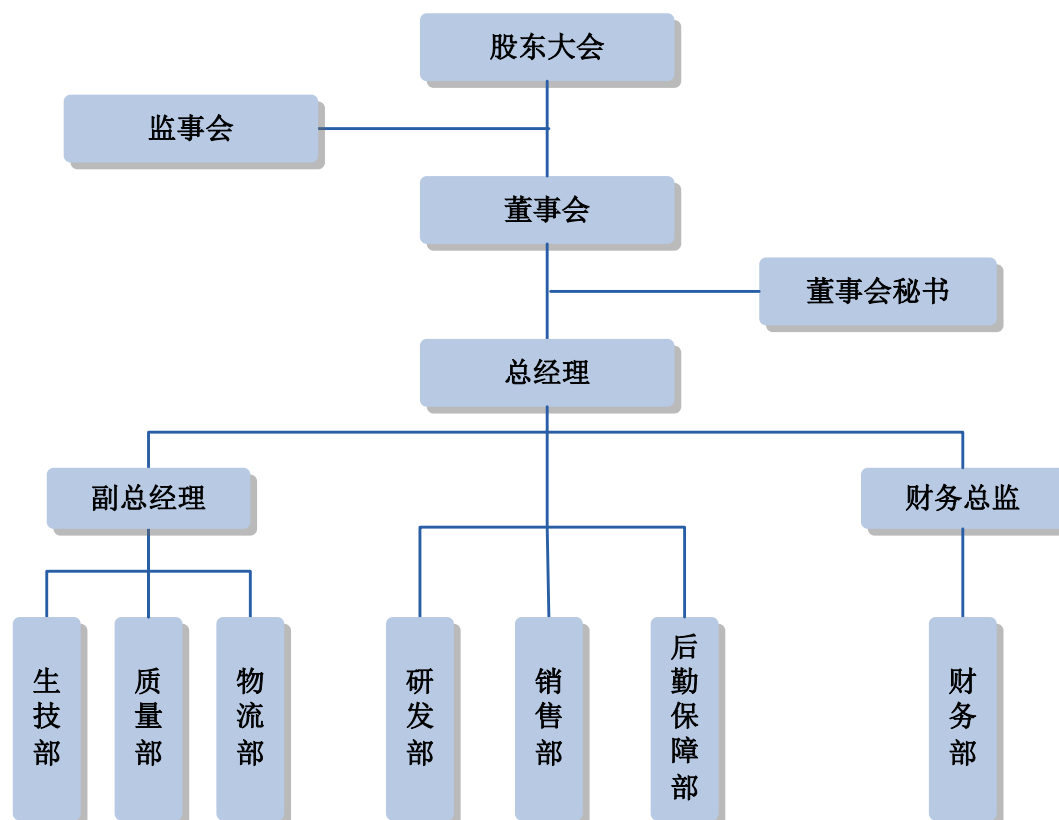 股东大会
监事会
董事会
董事会秘书
总经理
副总经理
财务总监
生技部
质量部
物流部
研发部
销售部
后勤保障部
财务部